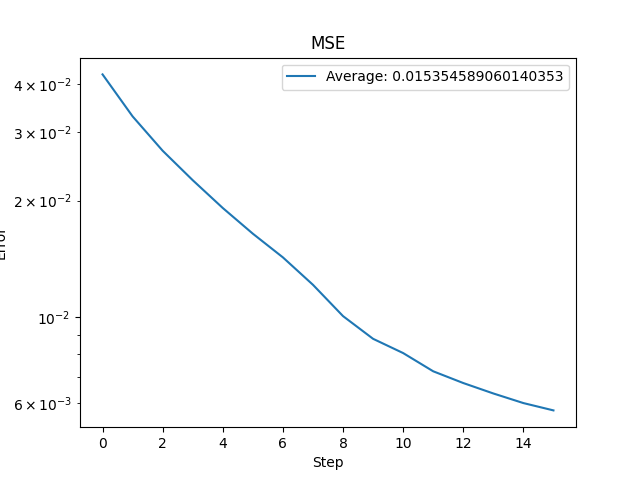 MSE
Average: 0.015354589060140353
4 × 10⁻²
3 × 10⁻²
2 × 10⁻²
10⁻²
6 × 10⁻³
Error
0 2 4 6 8 10 12 14
Step